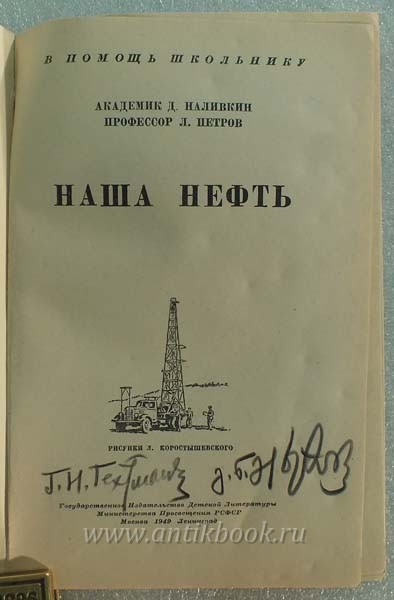 В ПОМОЩЬ ШКОЛЬНИКУ
АКАДЕМИК Д. НАЛИВКИН
ПРОФЕССОР Л. ПЕТРОВ
НАША НЕФТЬ
РИСУНКИ Л. КОРОСТЫШЕВСКОГО
Государственное Издательство Детской Литературы
Министерства Просвещения РСФСР
Москва 1949 Ленинград
www.antikbook.ru